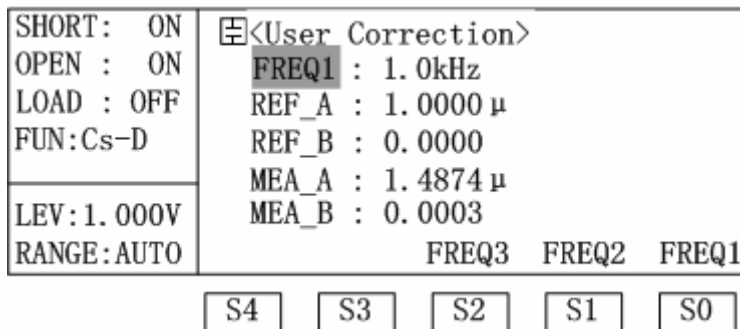 SHORT: ON
OPEN : ON
LOAD : OFF
FUN:Cs-D
LEV:1.000V
RANGE:AUTO
<User Correction>
FREQ1 : 1.0kHz
REF_A : 1.0000μ
REF_B : 0.0000
MEA_A : 1.4874μ
MEA_B : 0.0003
FREQ3 FREQ2 FREQ1
S4 S3 S2 S1 S0